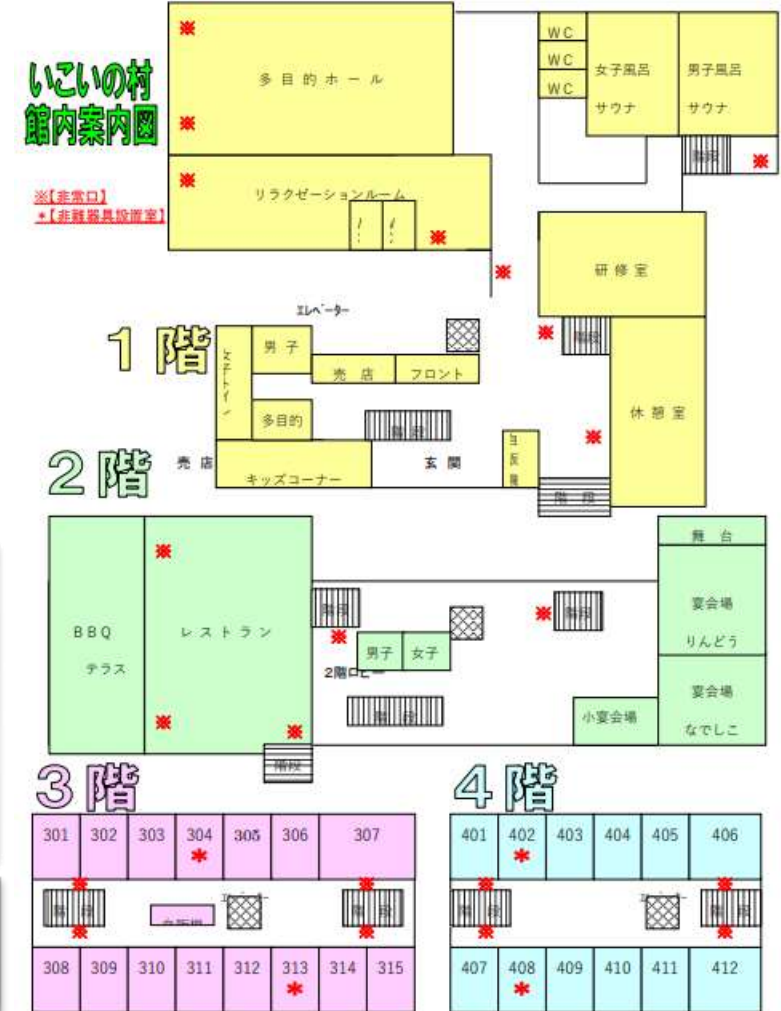 いこいの村
館内案内図
※【非常口】
*【非難器具設置室】
※
※
多目的ホール
※
リラクゼーションルーム
※
※
WC
WC
WC
女子風呂
サウナ
男子風呂
サウナ
階段
※
研修室
※
階段
休憩室
※
1階
エレベーター
男子
売店
フロント
多目的
階段
売店
キッズコーナー
玄関
階段
2階
BBQ
テラス
※
レストラン
※
※
階段
階段
※
男子
女子
2階ロビー
階段
※
階段
小宴会場
舞台
宴会場
りんどう
宴会場
なでしこ
3階
301 302 303 304 305 306 307
*
※ ※
階段
階段
※ ※
308 309 310 311 312 313 314 315
*
4階
401 402 403 404 405 406
*
※ ※
階段
階段
※ ※
407 408 409 410 411 412
*